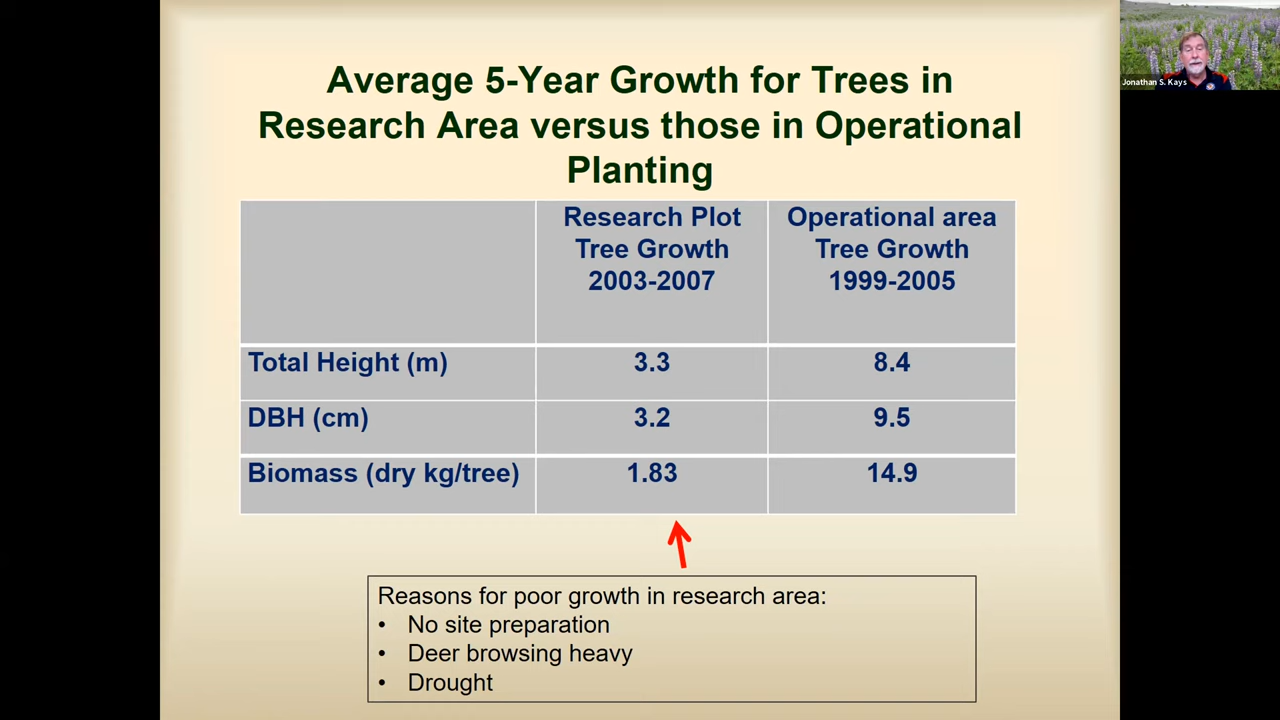 Average 5-Year Growth for Trees in
Research Area versus those in Operational
Planting
Research Plot
Tree Growth
2003-2007
Operational area
Tree Growth
1999-2005
Total Height (m) 3.3 8.4
DBH (cm) 3.2 9.5
Biomass (dry kg/tree) 1.83 14.9
Reasons for poor growth in research area:
• No site preparation
• Deer browsing heavy
• Drought
Jonathan S. Kays